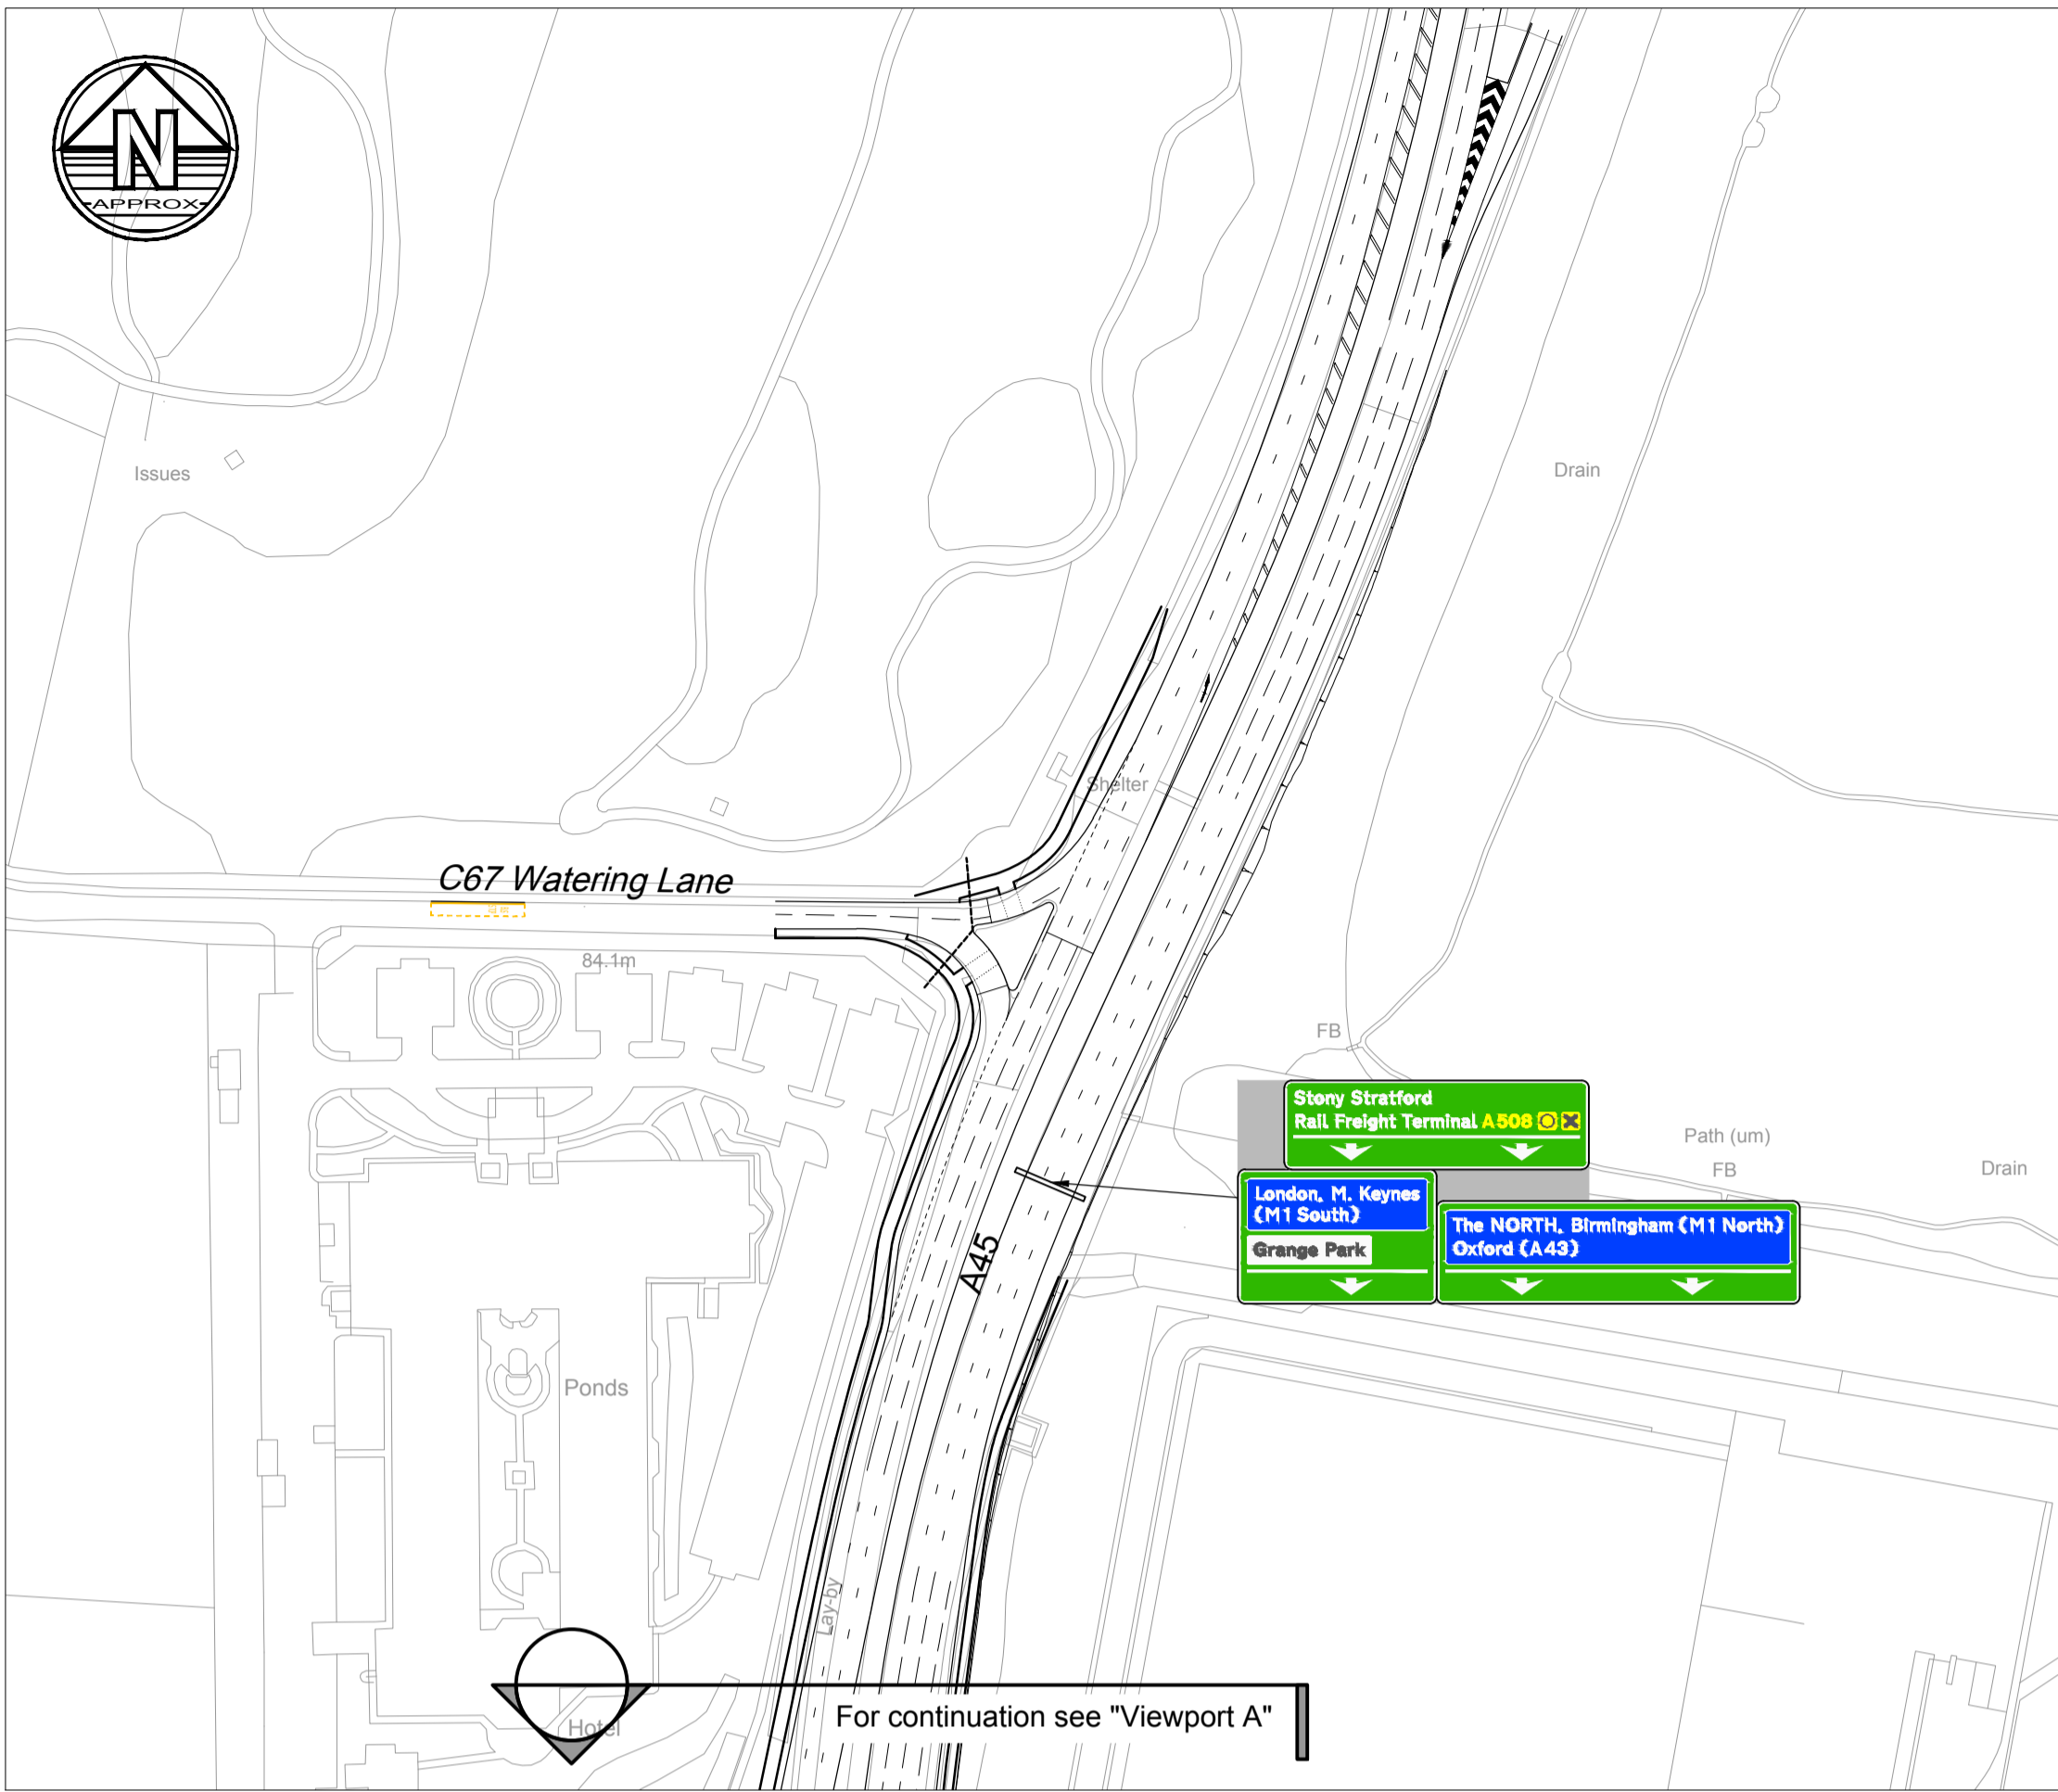 N
APPROX
Issues
Drain
Shelter
C67 Watering Lane
84.1m
FB
Stony Stratford
Rail Freight Terminal A508
Path (um)
FB
Drain
London, M. Keynes
(M1 South)
Grange Park
The NORTH, Birmingham (M1 North)
Oxford (A43)
A45
Ponds
Lay-by
For continuation see "Viewport A"
Hotel